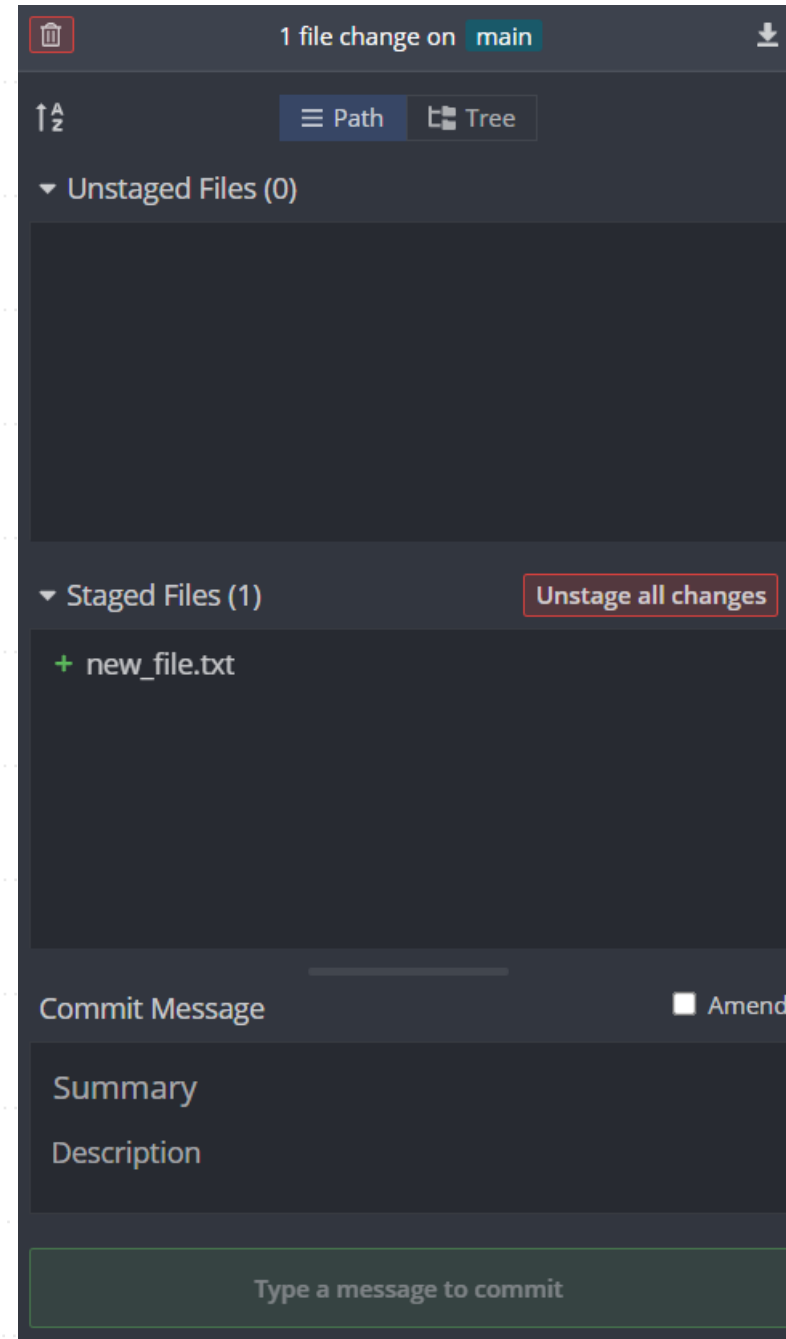 1 file change on main
A
Z
Path Tree
Unstaged Files (0)
Staged Files (1) Unstage all changes
+ new_file.txt
Commit Message Amend
Summary
Description
Type a message to commit